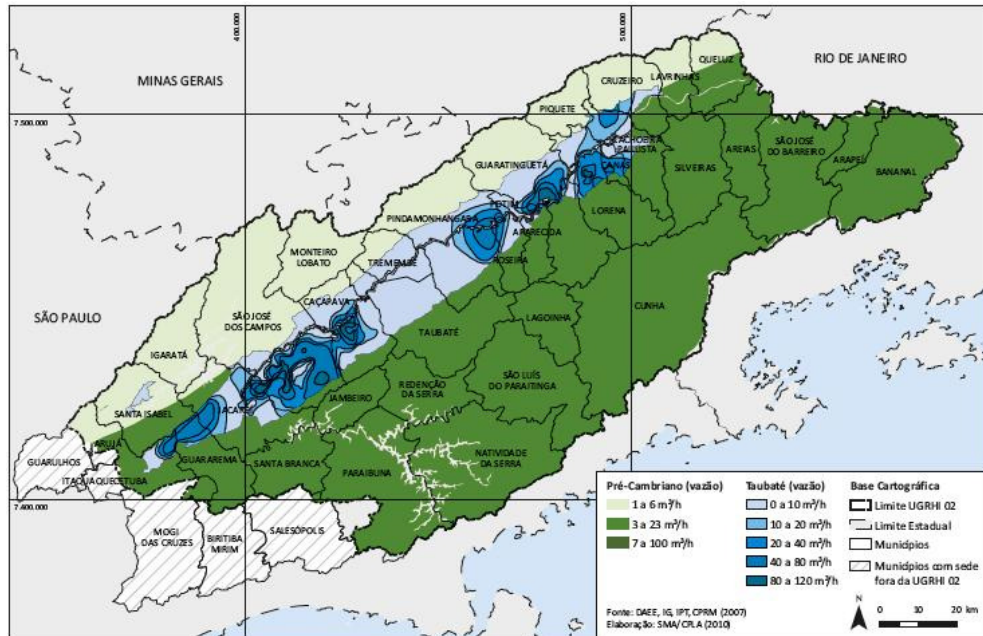 400.000
500.000
7.500.000
7.400.000
MINAS GERAIS
RIO DE JANEIRO
SÃO PAULO
QUELUZ
LAVRINHAS
CRUZEIRO
PIQUETE
CACHOEIRA
PAULISTA
CANAS
GUARATINGUETÁ
SILVEIRAS
AREIAS
SÃO JOSÉ
DO BARREIRO
ARAPEÍ
BANANAL
POTIM
LORENA
PINDAMONHANGABA
APARECIDA
ROSEIRA
MONTEIRO
LOBATO
TREMEMBÉ
CAÇAPAVA
SÃO JOSÉ
DOS CAMPOS
TAUBATÉ
LAGOINHA
CUNHA
IGARATÁ
REDENÇÃO
DA SERRA
SÃO LUÍS
DO PARAITINGA
JAMBEIRO
SANTA ISABEL
JACAREÍ
ARUJÁ
GUARULHOS
ITAQUAQUECETUBA
GUARAREMA
SANTA BRANCA
PARAIBUNA
NATIVIDADE
DA SERRA
MOGI
DAS CRUZES
BIRITIBA
MIRIM
SALESÓPOLIS
Pré-Cambriano (vazão)
1 a 6 m³/h
3 a 23 m³/h
7 a 100 m³/h
Taubaté (vazão)
0 a 10 m³/h
10 a 20 m³/h
20 a 40 m³/h
40 a 80 m³/h
80 a 120 m³/h
Base Cartográfica
Limite UGRHI 02
Limite Estadual
Municípios
Municípios com sede
fora da UGRHI 02
Fonte: DAEE, IG, IPT, CPRM (2007)
Elaboração: SMA/CPLA (2010)
N
0 10 20 km